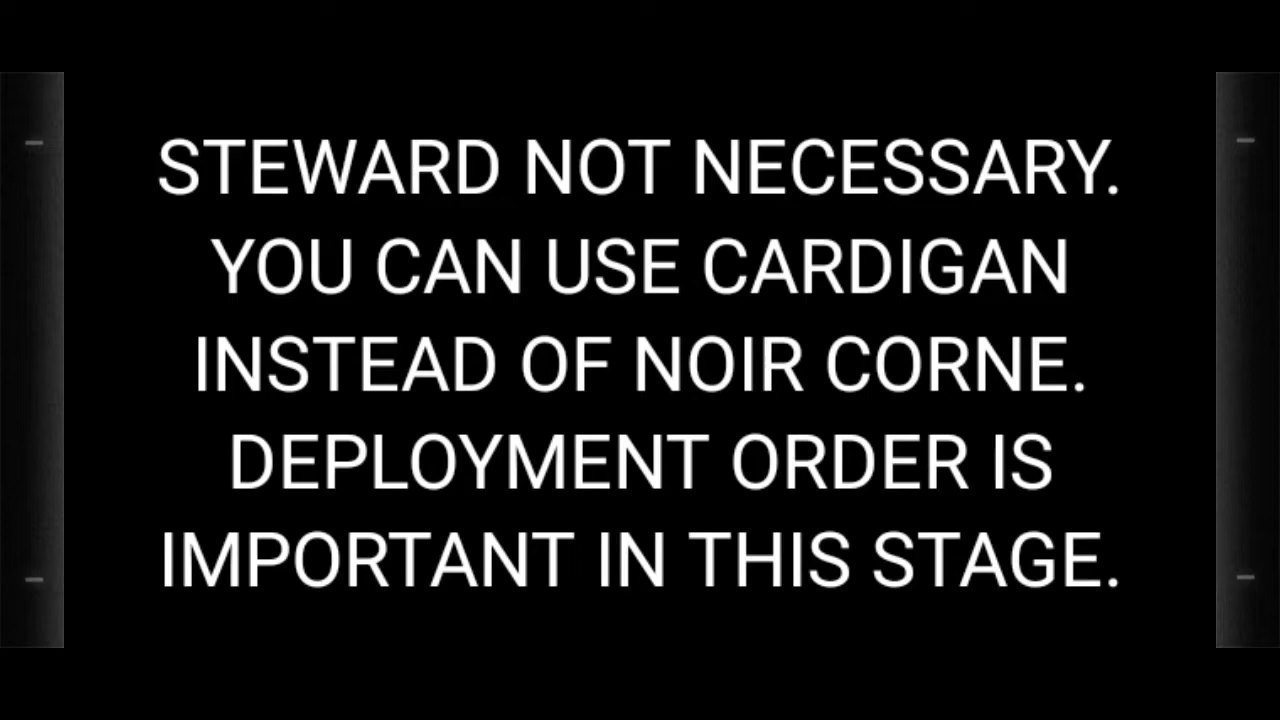 STEWARD NOT NECESSARY.
YOU CAN USE CARDIGAN
INSTEAD OF NOIR CORNE.
DEPLOYMENT ORDER IS
IMPORTANT IN THIS STAGE.